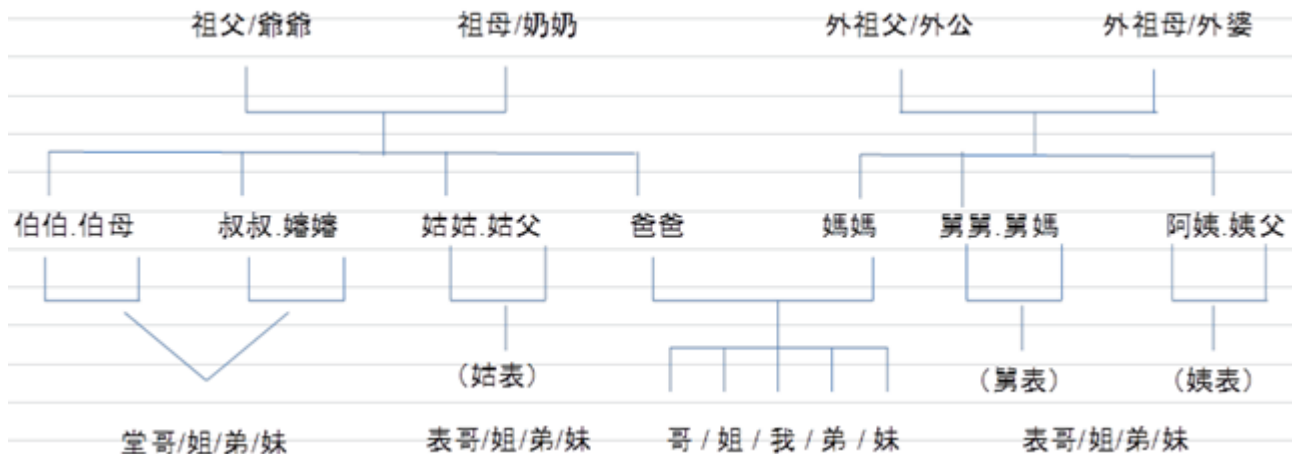 祖父/爺爺 祖母/奶奶 外祖父/外公 外祖母/外婆
伯伯.伯母 叔叔.嬸嬸 姑姑.姑父 爸爸 媽媽 舅舅.舅媽 阿姨.姨父
(姑表) (舅表) (姨表)
堂哥/姐/弟/妹 表哥/姐/弟/妹 哥 / 姐 / 我 / 弟 / 妹 表哥/姐/弟/妹